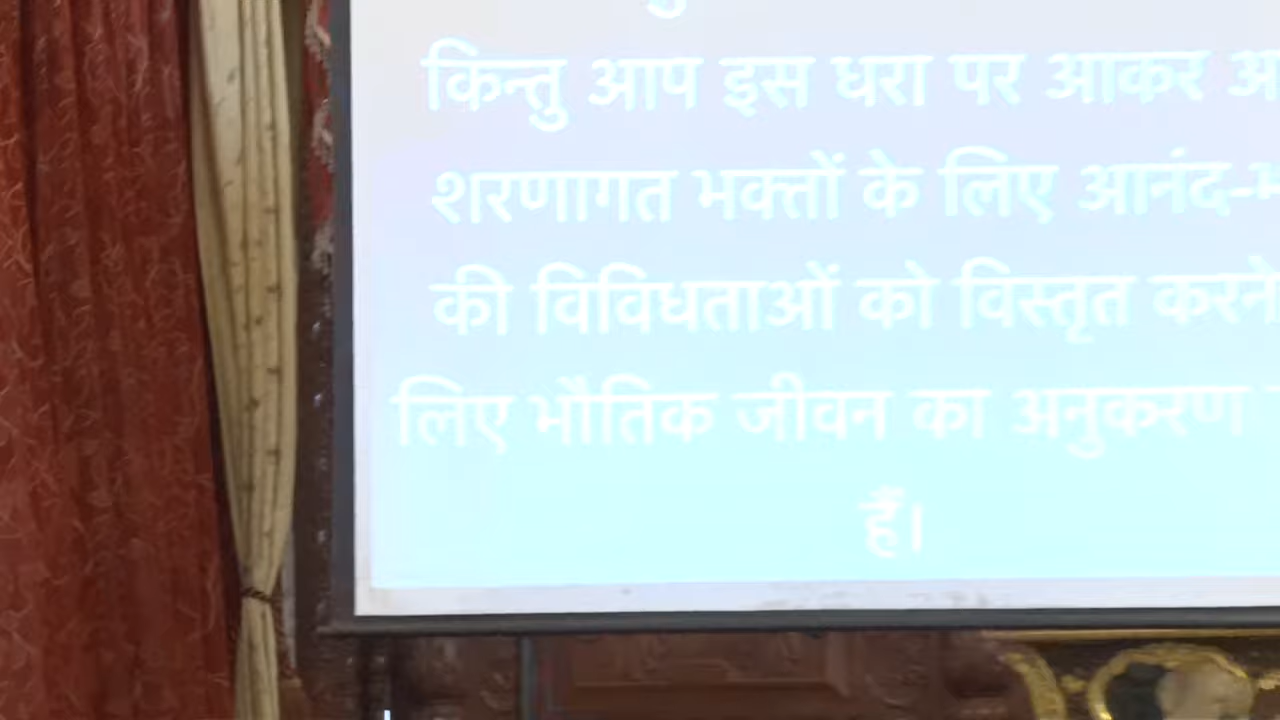 किन्तु आप इस धरा पर आकर
शरणागत भक्तों के लिए आनंद-
की विविधताओं को विस्तृत करने
लिए भौतिक जीवन का अनुकरण
हैं।